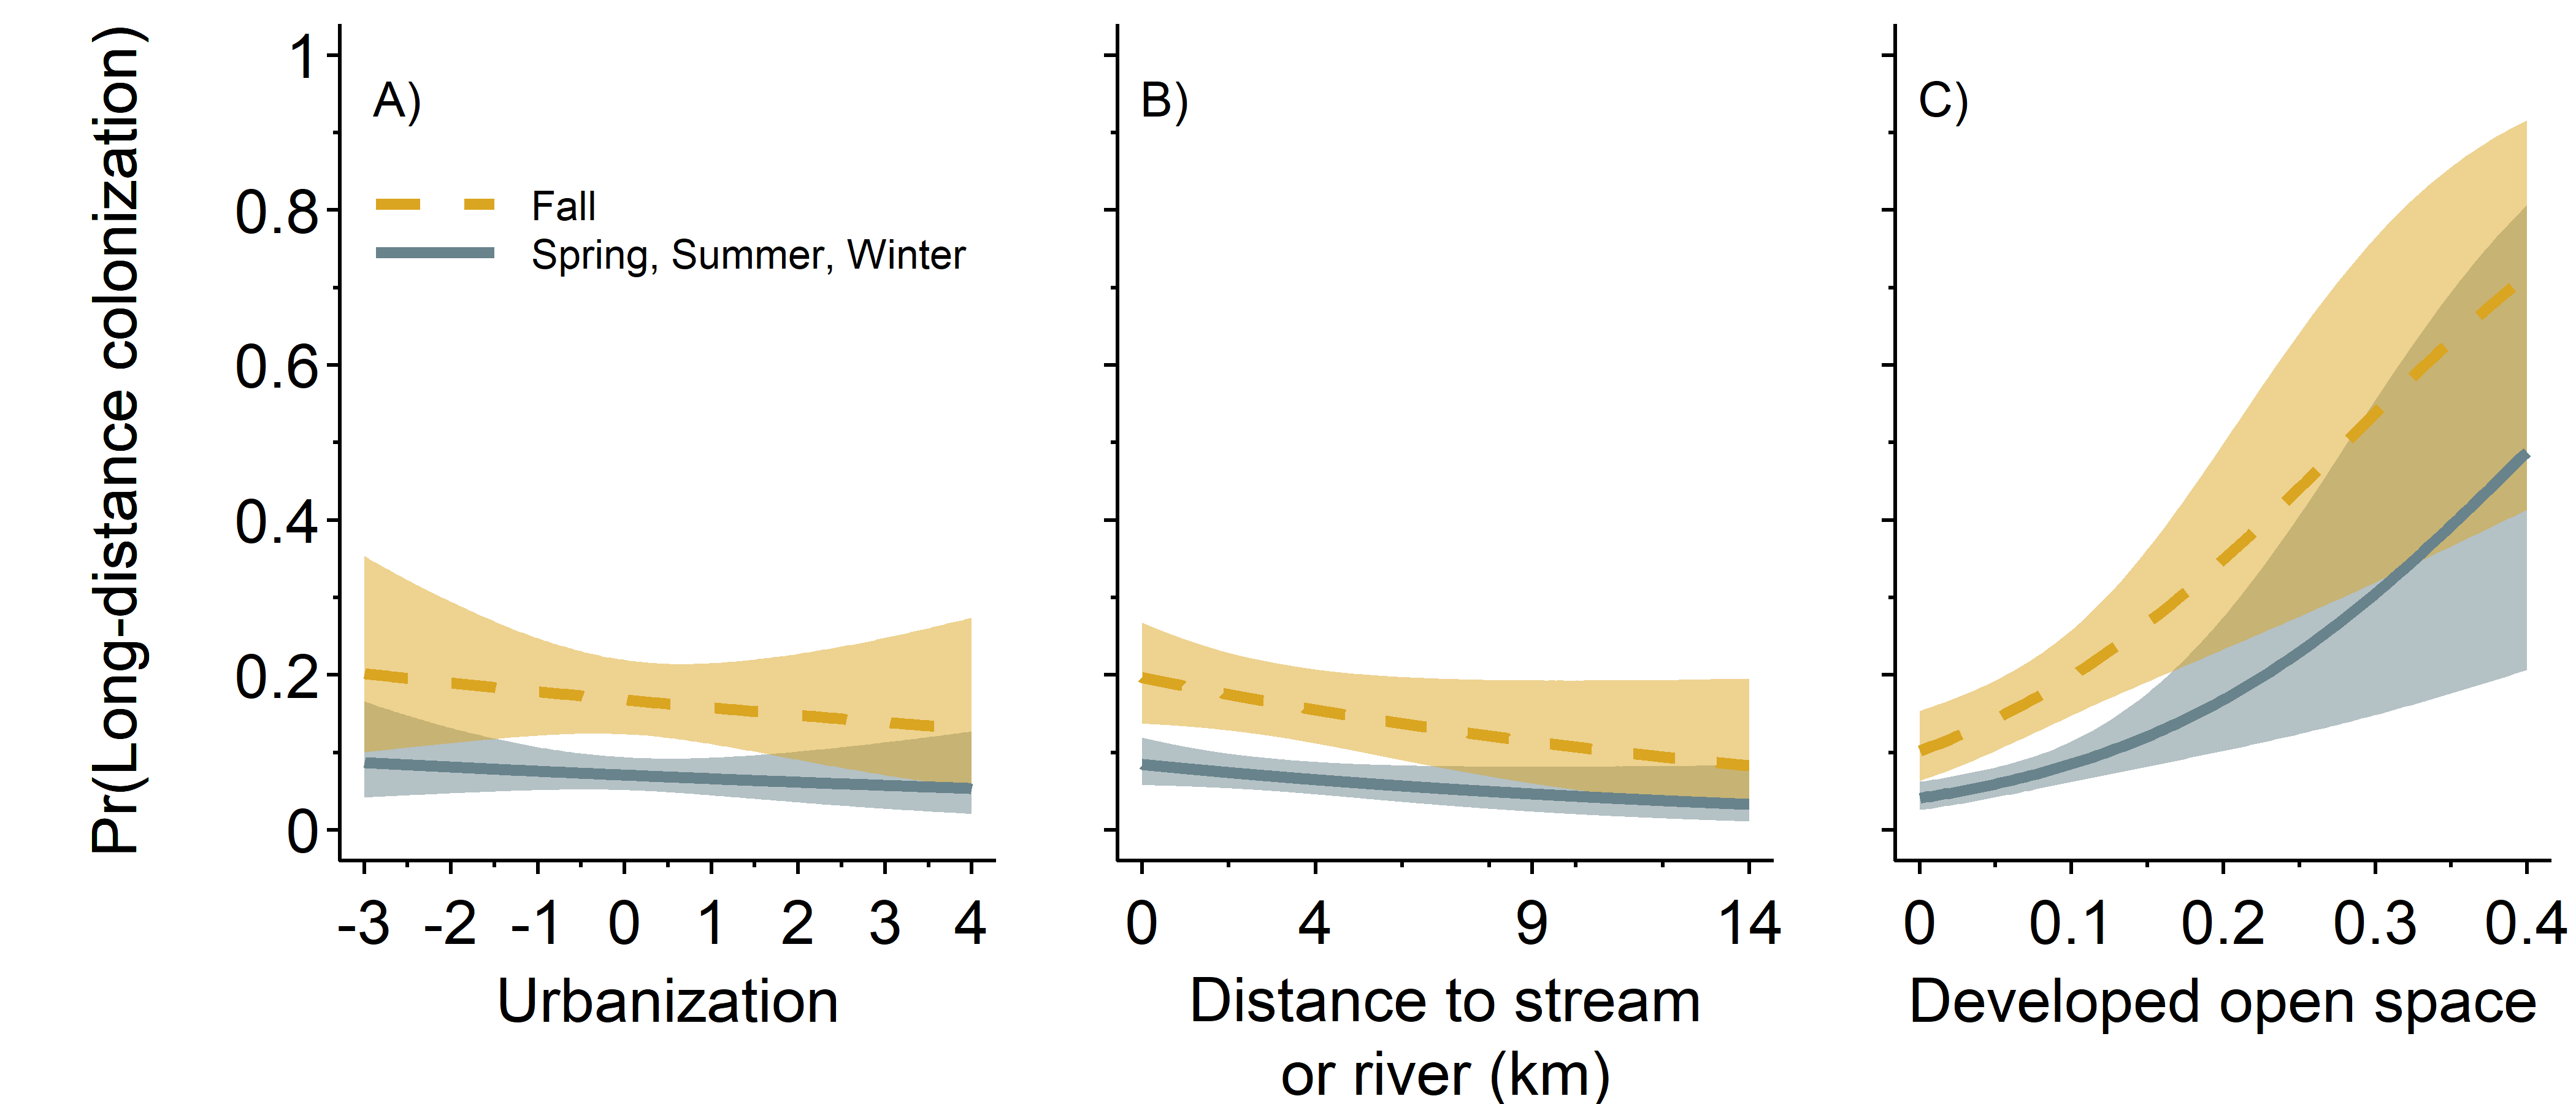 Pr(Long-distance colonization)
1
0.8
0.6
0.4
0.2
0
A)
Fall
Spring, Summer, Winter
-3 -2 -1 0 1 2 3 4
Urbanization
B)
0 4 9 14
Distance to stream
or river (km)
C)
0 0.1 0.2 0.3 0.4
Developed open space